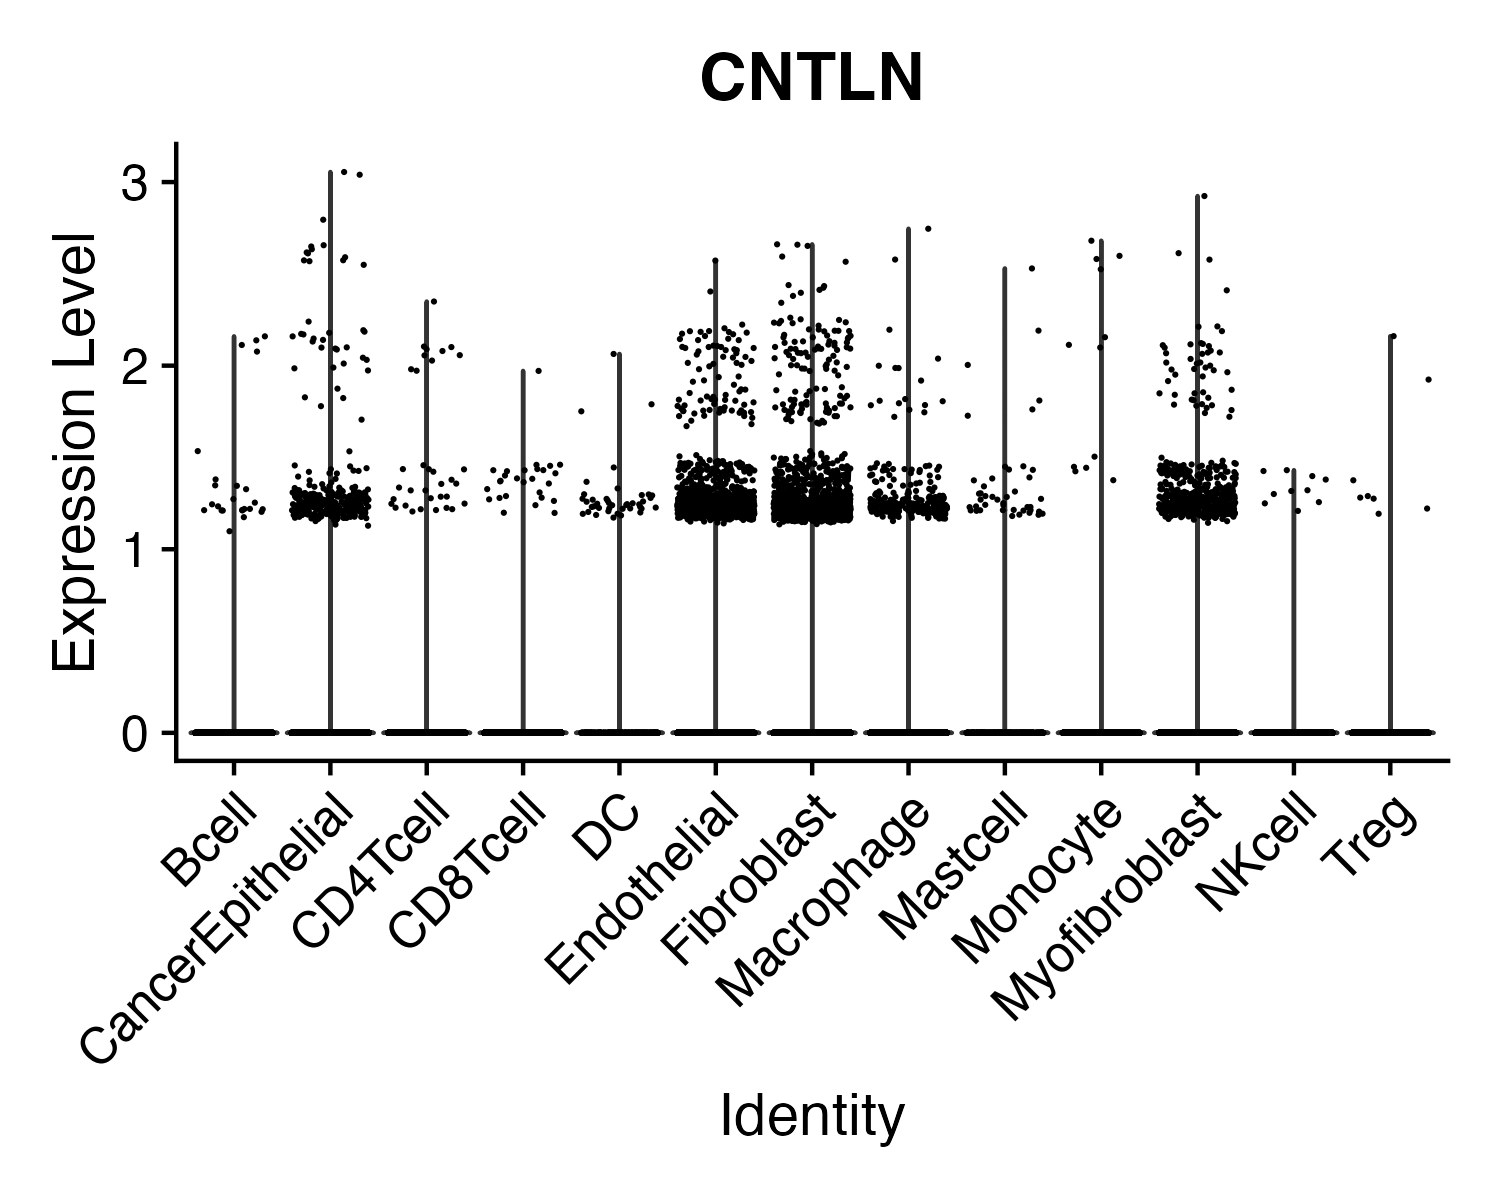 CNTLN
Expression Level
3
2
1
0
Bcell
CancerEpithelial
CD4Tcell
CD8Tcell
DC
Endothelial
Fibroblast
Macrophage
Mastcell
Monocyte
Myofibroblast
NKcell
Treg
Identity